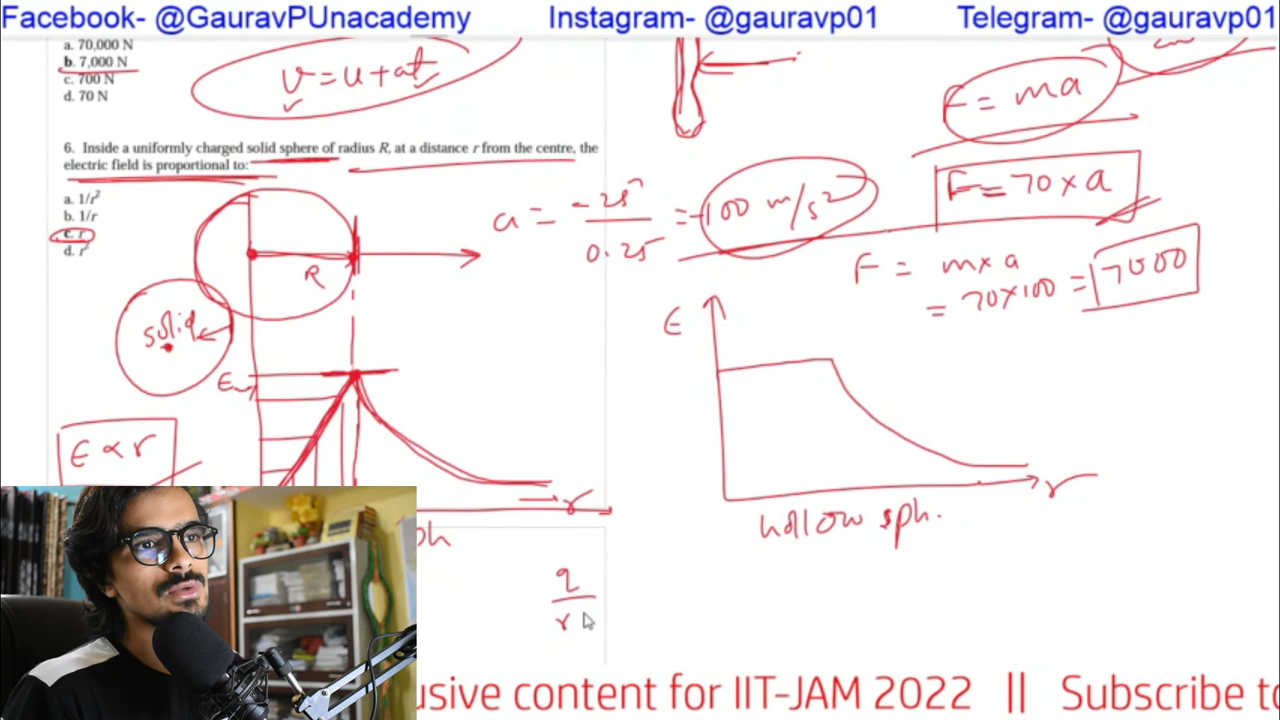 Facebook- @GauravPUnacademy Instagram- @gauravp01 Telegram- @gauravp01
a. 70,000 N
b. 7,000 N
c. 700 N
d. 70 N
v = u + at
F = ma
6. Inside a uniformly charged solid sphere of radius R, at a distance r from the centre, the
electric field is proportional to:
a. 1/r²
b. 1/r
c. r
d. r²
R
solid
a = -25 / 0.25 = -100 m/s²
F = 70 × a
F = m × a
= 70×100 = 7000
E
E ∝ r
r
E
r
hollow sph.
q
r
usive content for IIT-JAM 2022 || Subscribe to